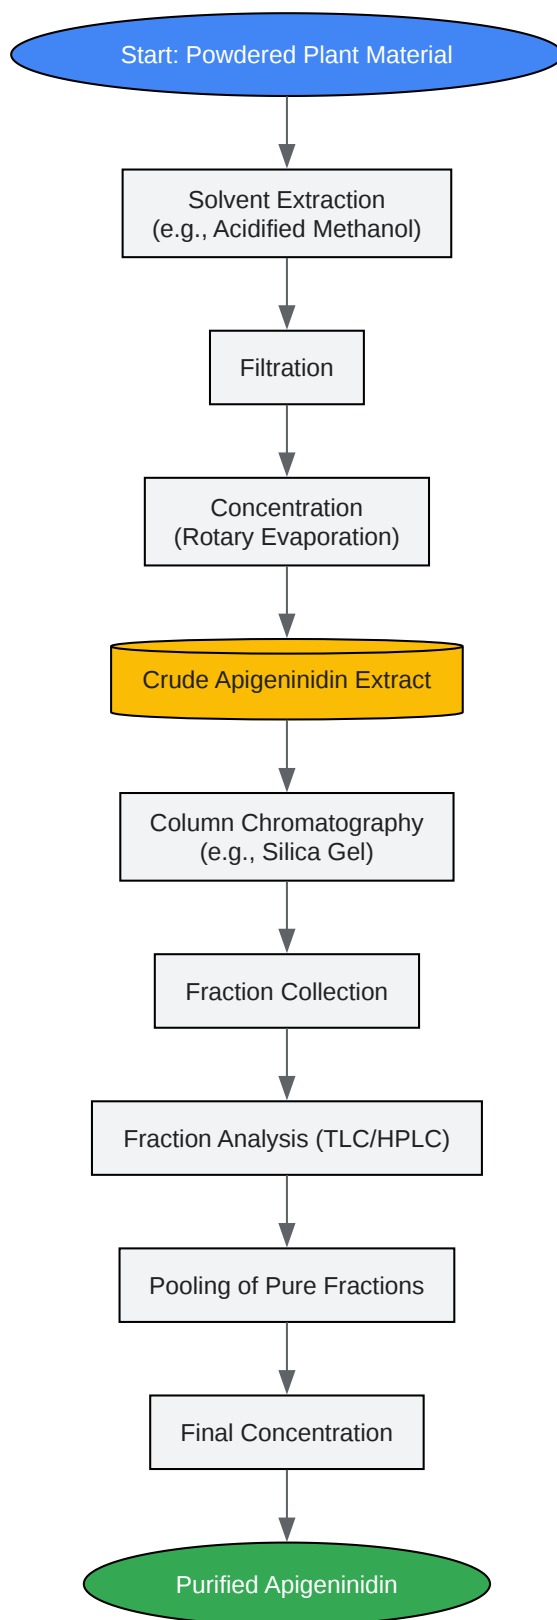 Start: Powdered Plant Material
Solvent Extraction
(e.g., Acidified Methanol)
Filtration
Concentration
(Rotary Evaporation)
Crude Apigeninidin Extract
Column Chromatography
(e.g., Silica Gel)
Fraction Collection
Fraction Analysis (TLC/HPLC)
Pooling of Pure Fractions
Final Concentration
Purified Apigeninidin